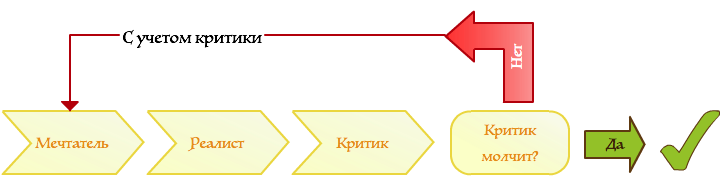 С учетом критики
Нет
Мечтатель
Реалист
Критик
Критик
молчит?
Да